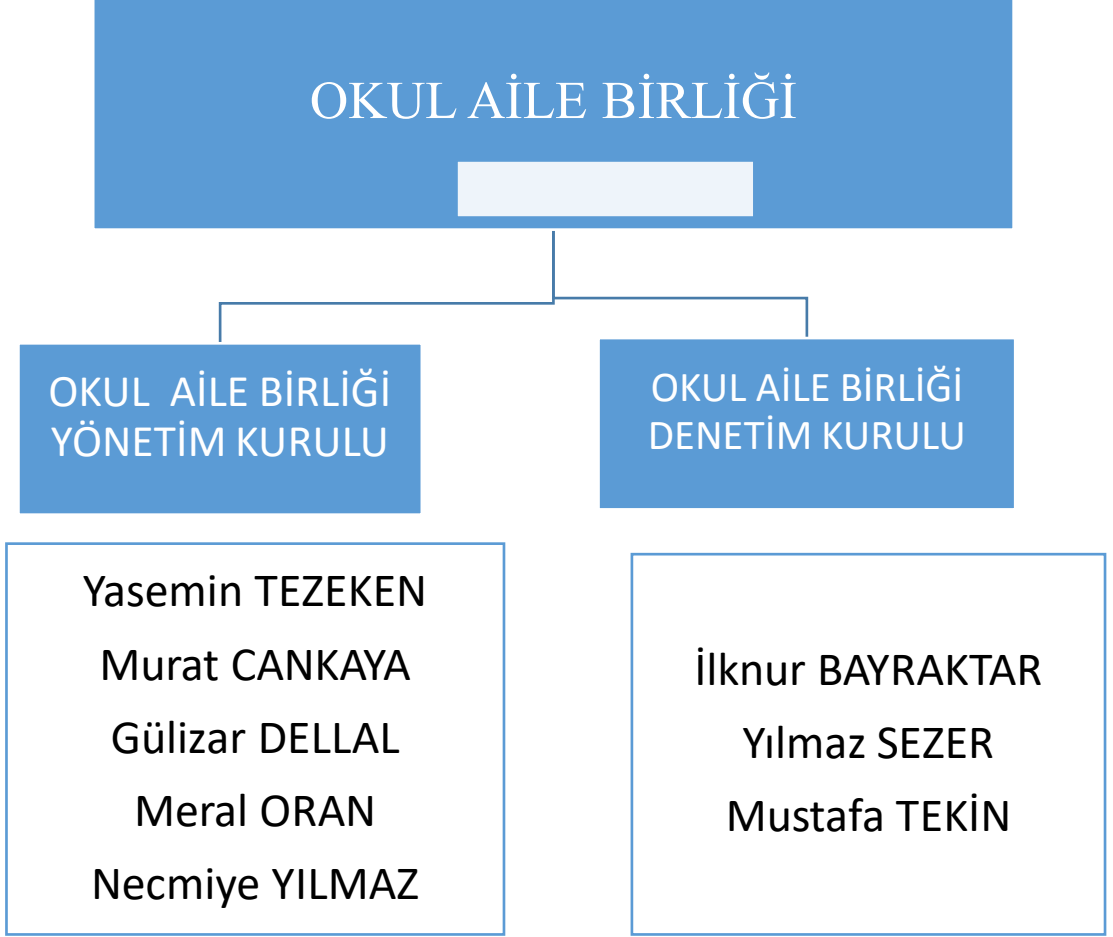 OKUL AİLE BİRLİĞİ
OKUL AİLE BİRLİĞİ
YÖNETİM KURULU
Yasemin TEZEKEN
Murat CANKAYA
Gülizar DELLAL
Meral ORAN
Necmiye YILMAZ
OKUL AİLE BİRLİĞİ
DENETİM KURULU
İlknur BAYRAKTAR
Yılmaz SEZER
Mustafa TEKİN